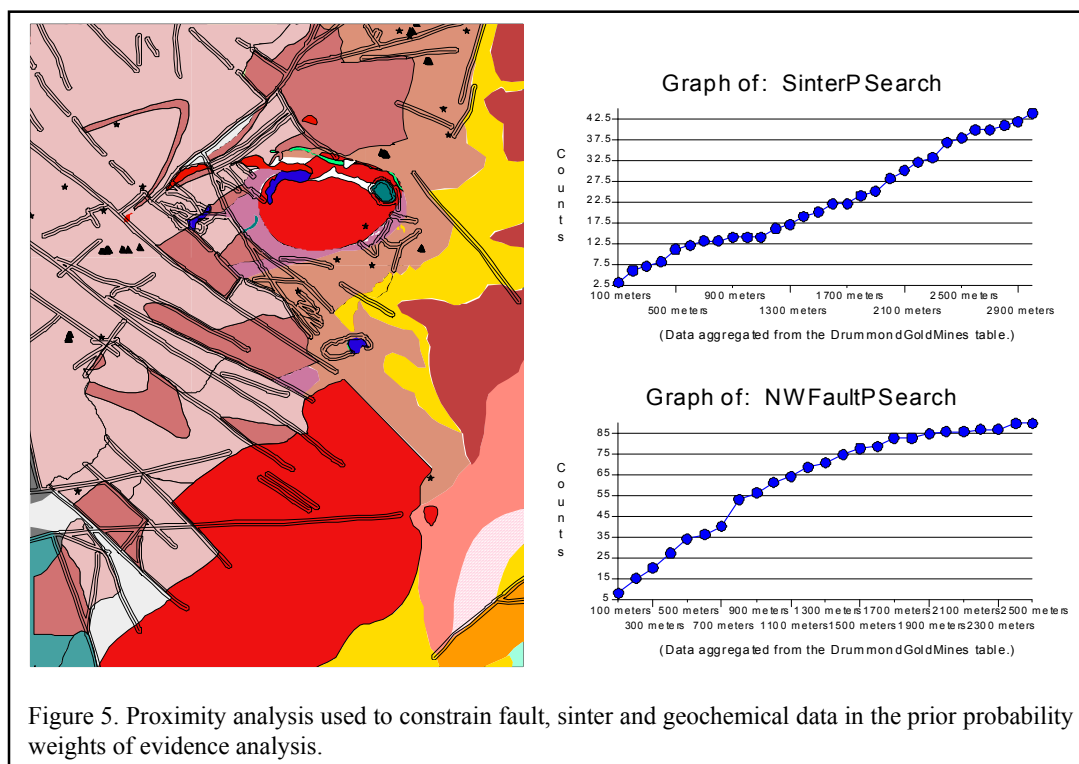 Graph of: SinterPSearch
Counts
42.5
37.5
32.5
27.5
22.5
17.5
12.5
7.5
2.5
100 meters 900 meters 1700 meters 2500 meters
500 meters 1300 meters 2100 meters 2900 meters
(Data aggregated from the DrummondGoldMines table.)
Graph of: NWFaultPSearch
Counts
85
75
65
55
45
35
25
15
5
100 meters 500 meters 900 meters 1300 meters 1700 meters 2100 meters 2500 meters
300 meters 700 meters 1100 meters 1500 meters 1900 meters 2300 meters
(Data aggregated from the DrummondGoldMines table.)
Figure 5. Proximity analysis used to constrain fault, sinter and geochemical data in the prior probability
weights of evidence analysis.